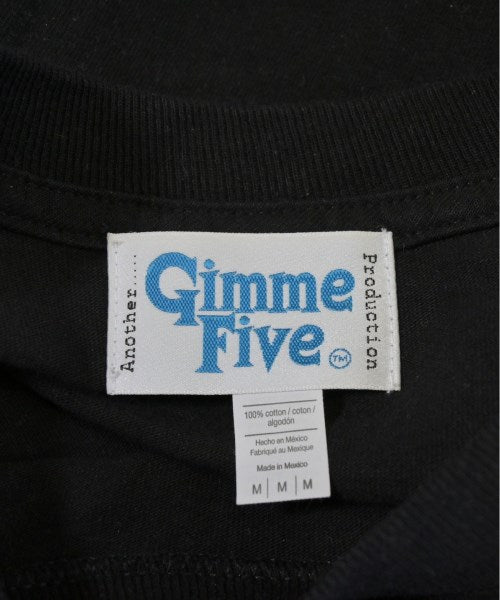 Another.....
Gimme
Five TM
Production
100% cotton / coton /
algodón
Hecho en México
Fabriqué au Mexique
Made in Mexico
M | M | M